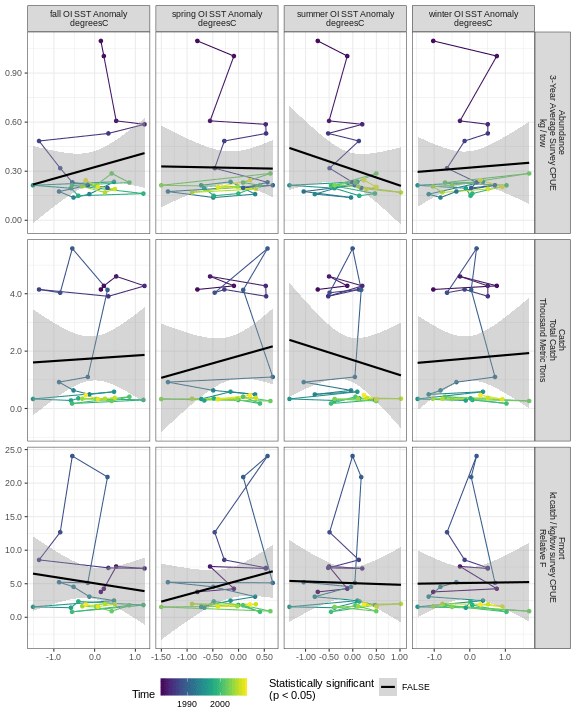 fall OI SST Anomaly
degreesC
spring OI SST Anomaly
degreesC
summer OI SST Anomaly
degreesC
winter OI SST Anomaly
degreesC
0.90
0.60
0.30
0.00
Abundance
3-Year Average Survey CPUE
kg / tow
4.0
2.0
0.0
Catch
Total Catch
Thousand Metric Tons
25.0
20.0
15.0
10.0
5.0
0.0
Fmort
kt catch / kg/tow survey CPUE
Relative F
-1.0 0.0 1.0
-1.50 -1.00 -0.50 0.00 0.50
-1.00 -0.50 0.00 0.50 1.00
-1.0 0.0 1.0
Time
1990 2000
Statistically significant
(p < 0.05)
FALSE